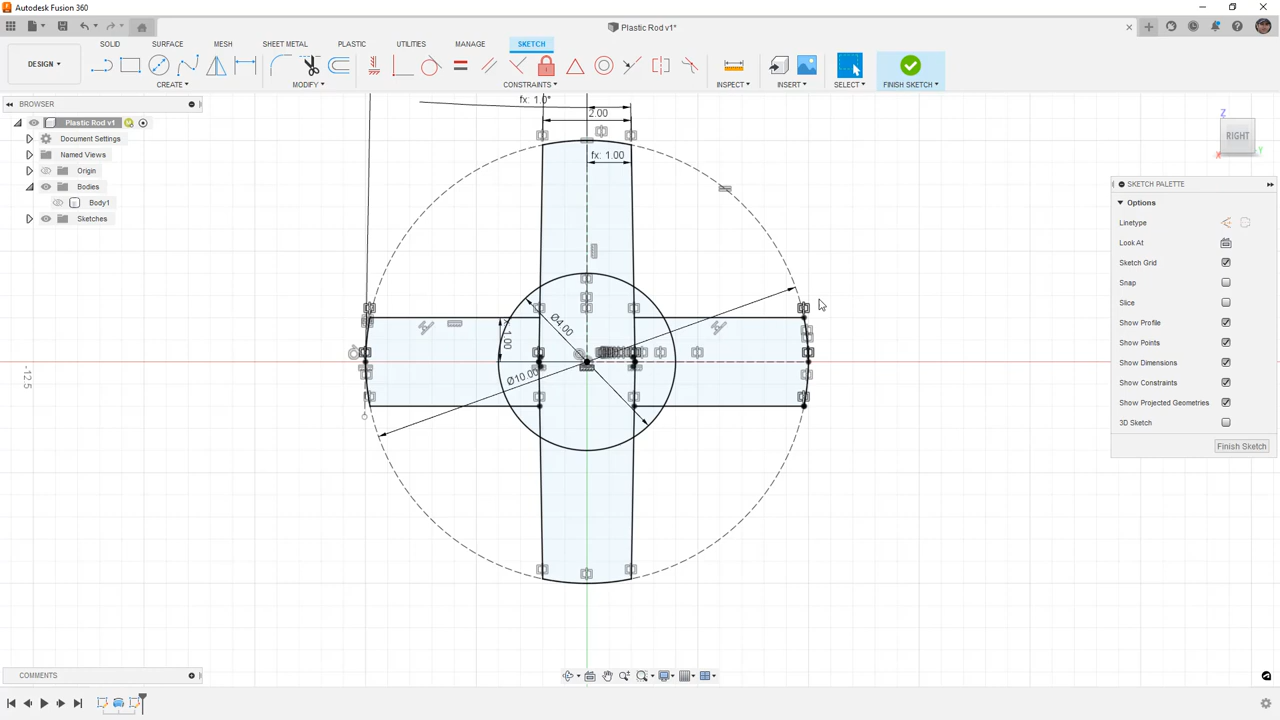 Autodesk Fusion 360
Plastic Rod v1*
DESIGN
SOLID SURFACE MESH SHEET METAL PLASTIC UTILITIES MANAGE SKETCH
CREATE MODIFY CONSTRAINTS INSPECT INSERT SELECT FINISH SKETCH
BROWSER
Plastic Rod v1
Document Settings
Named Views
Origin
Bodies
Body1
Sketches
fx: 1.0°
2.00
fx: 1.00
Ø4.00
1.00
Ø10.00
-12.5
Z
RIGHT
X
Y
SKETCH PALETTE
Options
Linetype
Look At
Sketch Grid
Snap
Slice
Show Profile
Show Points
Show Dimensions
Show Constraints
Show Projected Geometries
3D Sketch
Finish Sketch
COMMENTS